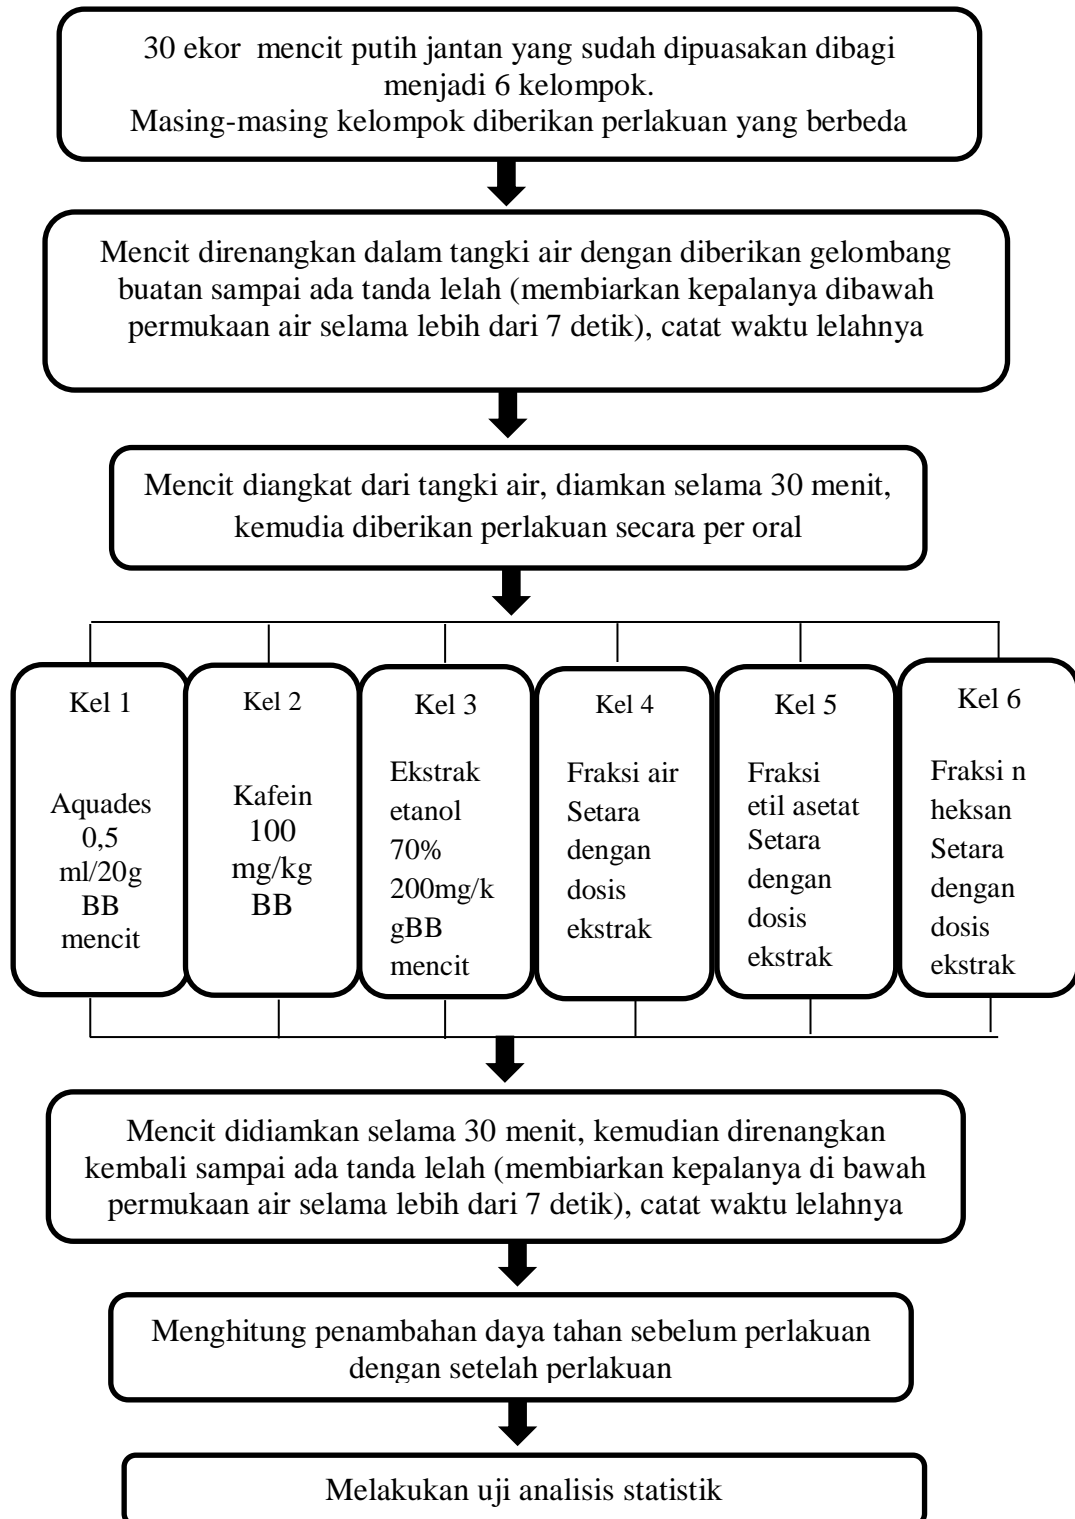 30 ekor  mencit putih jantan yang sudah dipuasakan dibagi
menjadi 6 kelompok.
Masing-masing kelompok diberikan perlakuan yang berbeda
Mencit direnangkan dalam tangki air dengan diberikan gelombang
buatan sampai ada tanda lelah (membiarkan kepalanya dibawah
permukaan air selama lebih dari 7 detik), catat waktu lelahnya
Mencit diangkat dari tangki air, diamkan selama 30 menit,
kemudia diberikan perlakuan secara per oral
Kel 1
Aquades
0,5
ml/20g
BB
mencit
Kel 2
Kafein
100
mg/kg
BB
Kel 3
Ekstrak
etanol
70%
200mg/k
gBB
mencit
Kel 4
Fraksi air
Setara
dengan
dosis
ekstrak
Kel 5
Fraksi
etil asetat
Setara
dengan
dosis
ekstrak
Kel 6
Fraksi n
heksan
Setara
dengan
dosis
ekstrak
Mencit didiamkan selama 30 menit, kemudian direnangkan
kembali sampai ada tanda lelah (membiarkan kepalanya di bawah
permukaan air selama lebih dari 7 detik), catat waktu lelahnya
Menghitung penambahan daya tahan sebelum perlakuan
dengan setelah perlakuan
Melakukan uji analisis statistik